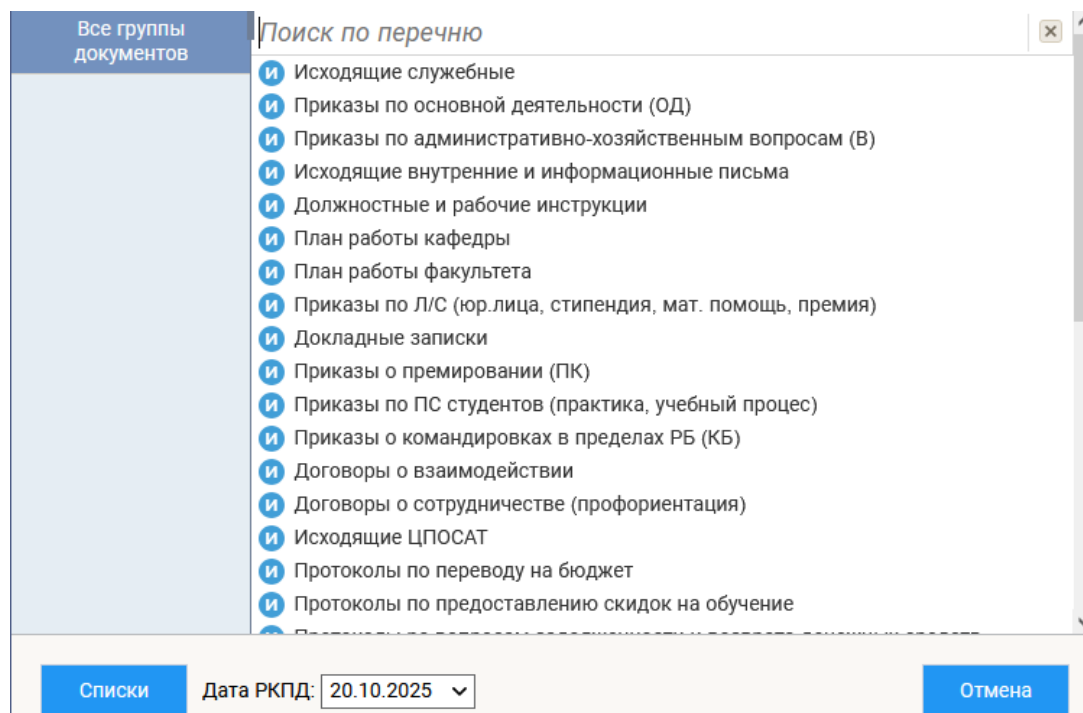 Все группы
документов
Поиск по перечню
И Исходящие служебные
И Приказы по основной деятельности (ОД)
И Приказы по административно-хозяйственным вопросам (В)
И Исходящие внутренние и информационные письма
И Должностные и рабочие инструкции
И План работы кафедры
И План работы факультета
И Приказы по Л/С (юр.лица, стипендия, мат. помощь, премия)
И Докладные записки
И Приказы о премировании (ПК)
И Приказы по ПС студентов (практика, учебный процес)
И Приказы о командировках в пределах РБ (КБ)
И Договоры о взаимодействии
И Договоры о сотрудничестве (профориентация)
И Исходящие ЦПОСАТ
И Протоколы по переводу на бюджет
И Протоколы по предоставлению скидок на обучение
Списки Дата РКПД: 20.10.2025 Отмена